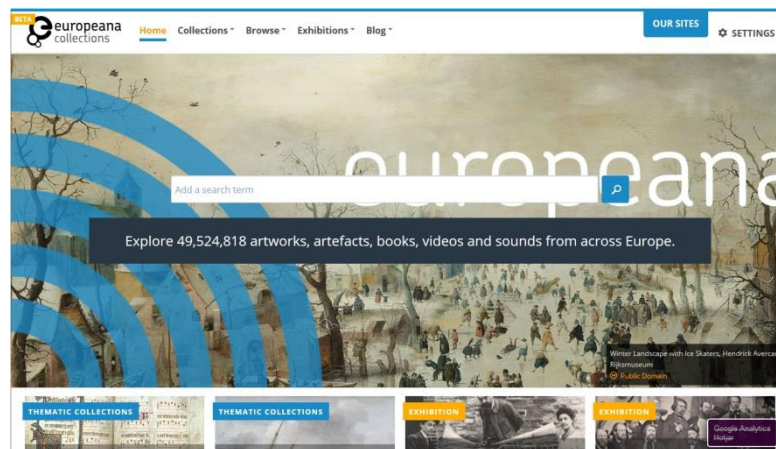 BETA
europeana
collections
Home Collections Browse Exhibitions Blog
OUR SITES
SETTINGS
europeana
Add a search term
Explore 49,524,818 artworks, artefacts, books, videos and sounds from across Europe.
Winter Landscape with Ice Skaters, Hendrick Averca
Rijksmuseum
Public Domain
THEMATIC COLLECTIONS THEMATIC COLLECTIONS EXHIBITION EXHIBITION
Google Analytics
Hotjar